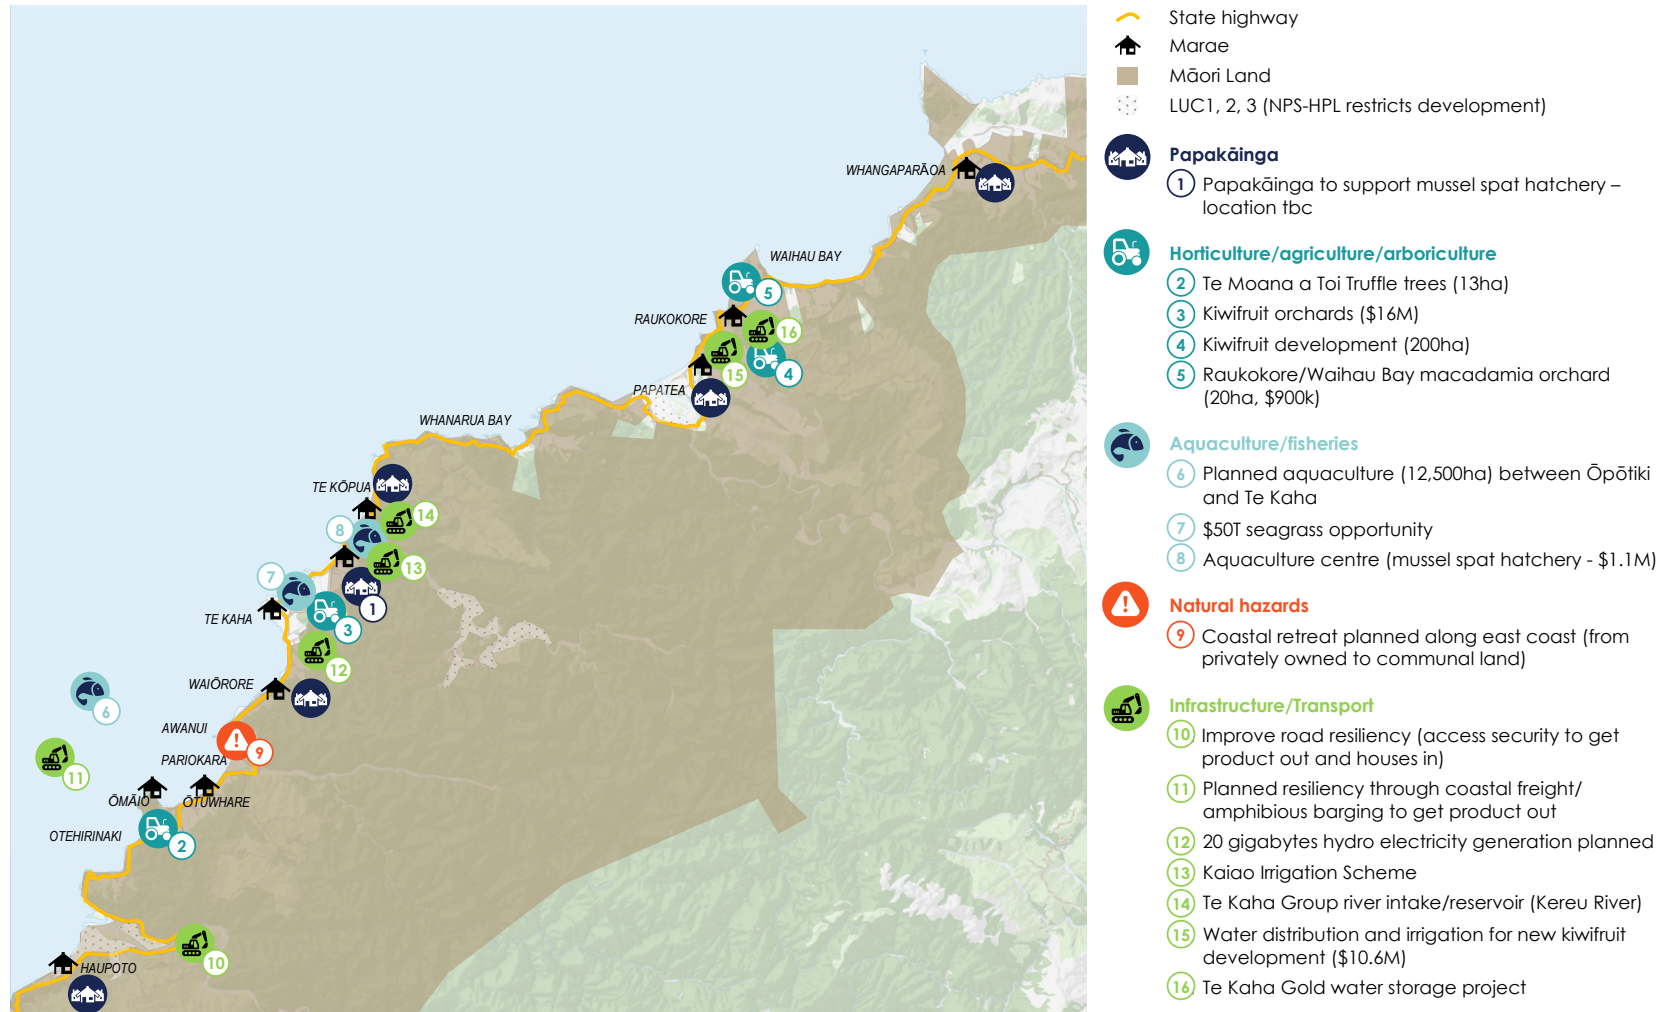 WHANGAPARĀOA
WAIHAU BAY
5
RAUKOKORE
16
15
4
PAPATEA
WHANARUA BAY
TE KŌPUA
14
8
13
7
1
TE KAHA
3
12
WAIŌRORE
6
AWANUI
9
PARIOKARA
11
ŌMĀIO
ŌTUWHARE
OTEHIRINAKI
2
10
HAUPOTO
State highway
Marae
Māori Land
LUC1, 2, 3 (NPS-HPL restricts development)
Papakāinga
1 Papakāinga to support mussel spat hatchery –
location tbc
Horticulture/agriculture/arboriculture
2 Te Moana a Toi Truffle trees (13ha)
3 Kiwifruit orchards ($16M)
4 Kiwifruit development (200ha)
5 Raukokore/Waihau Bay macadamia orchard
(20ha, $900k)
Aquaculture/fisheries
6 Planned aquaculture (12,500ha) between Ōpōtiki
and Te Kaha
7 $50T seagrass opportunity
8 Aquaculture centre (mussel spat hatchery - $1.1M)
Natural hazards
9 Coastal retreat planned along east coast (from
privately owned to communal land)
Infrastructure/Transport
10 Improve road resiliency (access security to get
product out and houses in)
11 Planned resiliency through coastal freight/
amphibious barging to get product out
12 20 gigabytes hydro electricity generation planned
13 Kaiao Irrigation Scheme
14 Te Kaha Group river intake/reservoir (Kereu River)
15 Water distribution and irrigation for new kiwifruit
development ($10.6M)
16 Te Kaha Gold water storage project